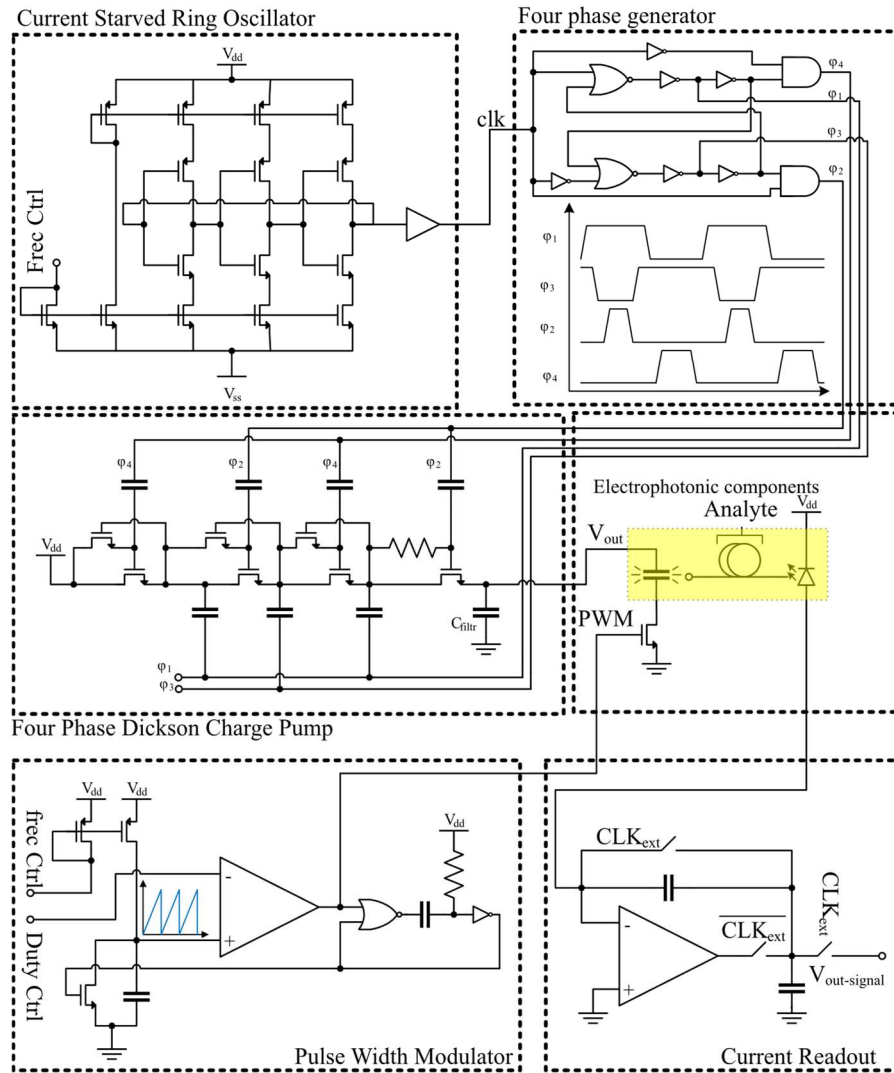 Current Starved Ring Oscillator
Four phase generator
Vdd
Frec Ctrl
Vss
clk
φ4
φ1
φ3
φ2
φ1
φ3
φ2
φ4
φ4
φ2
φ4
φ2
Vdd
Cfiltr
φ1
φ3
Four Phase Dickson Charge Pump
Electrophotonic components
Analyte
Vdd
Vout
PWM
frec Ctrl
Duty Ctrl
Vdd
Vdd
-
+
Vdd
Pulse Width Modulator
CLKext
-
+
CLKext
CLKext
Vout-signal
Current Readout